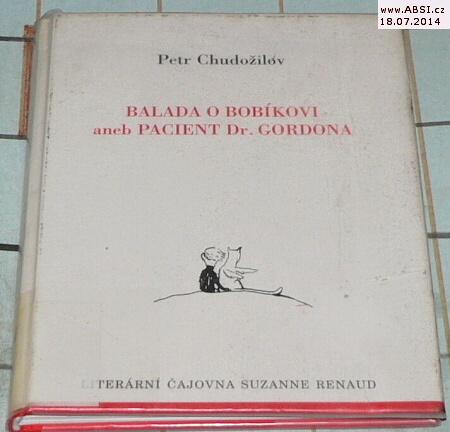 www.ABSI.cz
18.07.2014
Petr Chudožilov
BALADA O BOBÍKOVI
aneb PACIENT Dr. GORDONA
LITERÁRNÍ ČAJOVNA SUZANNE RENAUD